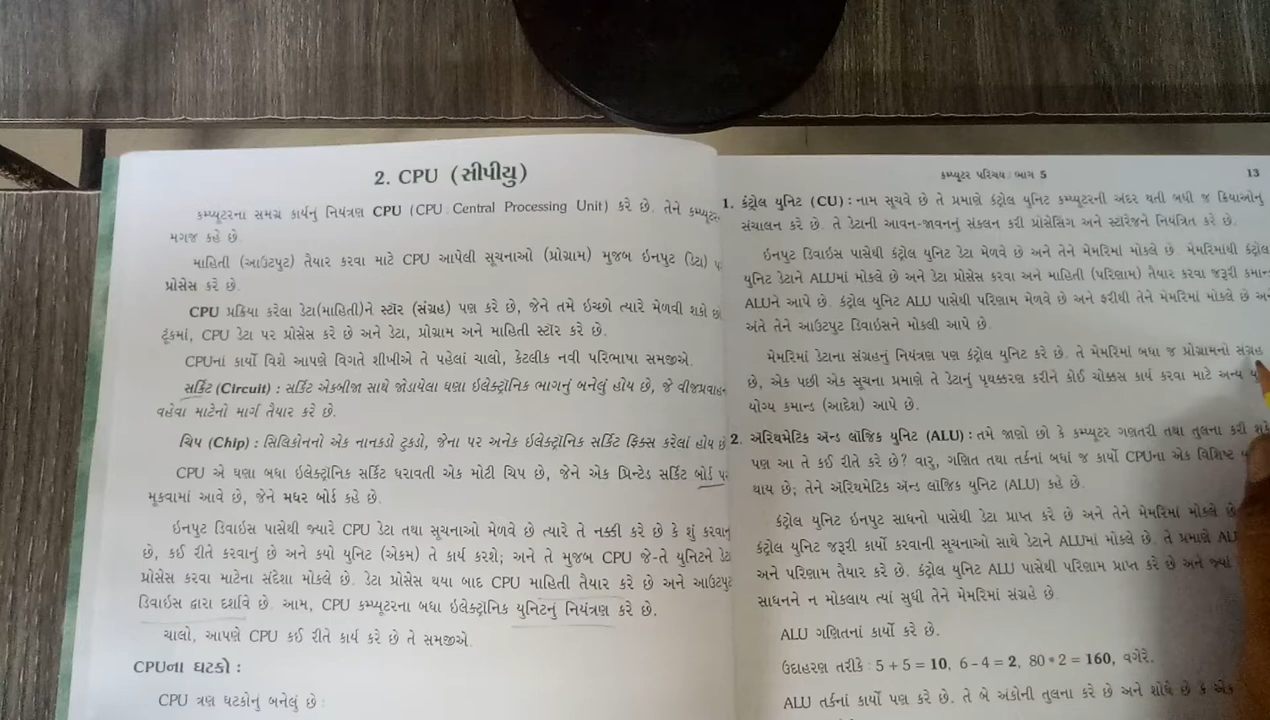 2. CPU (સીપીયુ)
કમ્પ્યૂટરના સમગ્ર કાર્યનું નિયંત્રણ CPU (CPU Central Processing Unit) કરે છે. તેને કમ્પ્યૂટર
મગજ કહે છે.
માહિતી (આઉટપુટ) તૈયાર કરવા માટે CPU આપેલી સૂચનાઓ (પ્રોગ્રામ) મુજબ ઇનપુટ (ડેટા)
પ્રોસેસ કરે છે.
CPU પ્રક્રિયા કરેલા ડેટા(માહિતી)ને સ્ટૉર (સંગ્રહ) પણ કરે છે, જેને તમે ઇચ્છો ત્યારે મેળવી શકો
ટૂંકમાં, CPU ડેટા પર પ્રોસેસ કરે છે અને ડેટા, પ્રોગ્રામ અને માહિતી સ્ટૉર કરે છે.
CPUનાં કાર્યો વિશે આપણે વિગતે શીખીએ તે પહેલાં ચાલો, કેટલીક નવી પરિભાષા સમજીએ.
સર્કિટ (Circuit) : સર્કિટ એકબીજા સાથે જોડાયેલા ઘણા ઇલેક્ટ્રૉનિક ભાગનું બનેલું હોય છે, જે વીજપ્રવાહન
વહેવા માટેનો માર્ગ તૈયાર કરે છે.
ચિપ (Chip) : સિલિકોનનો એક નાનકડો ટુકડો, જેના પર અનેક ઇલેક્ટ્રૉનિક સર્કિટ ફિક્સ કરેલાં હોય છે
CPU એ ઘણા બધા ઇલેક્ટ્રૉનિક સર્કિટ ધરાવતી એક મોટી ચિપ છે, જેને એક પ્રિન્ટેડ સર્કિટ બોર્ડ પર
મૂકવામાં આવે છે, જેને મધર બોર્ડ કહે છે.
ઇનપુટ ડિવાઇસ પાસેથી જ્યારે CPU ડેટા તથા સૂચનાઓ મેળવે છે ત્યારે તે નક્કી કરે છે કે શું કરવાનું
છે, કઈ રીતે કરવાનું છે અને કયો યુનિટ (એકમ) તે કાર્ય કરશે; અને તે મુજબ CPU જે-તે યુનિટને ડેટા
પ્રોસેસ કરવા માટેના સંદેશા મોકલે છે. ડેટા પ્રોસેસ થયા બાદ CPU માહિતી તૈયાર કરે છે અને આઉટપુટ
ડિવાઇસ દ્વારા દર્શાવે છે. આમ, CPU કમ્પ્યૂટરના બધા ઇલેક્ટ્રૉનિક યુનિટનું નિયંત્રણ કરે છે.
ચાલો, આપણે CPU કઈ રીતે કાર્ય કરે છે તે સમજીએ.
CPUના ઘટકો :
CPU ત્રણ ઘટકોનું બનેલું છે :
કમ્પ્યૂટર પરિચય : ભાગ 5 13
1. કંટ્રોલ યુનિટ (CU) : નામ સૂચવે છે તે પ્રમાણે કંટ્રોલ યુનિટ કમ્પ્યૂટરની અંદર થતી બધી જ ક્રિયાઓનું
સંચાલન કરે છે. તે ડેટાની આવન-જાવનનું સંકલન કરી પ્રોસેસિંગ અને સ્ટૉરેજને નિયંત્રિત કરે છે.
ઇનપુટ ડિવાઇસ પાસેથી કંટ્રોલ યુનિટ ડેટા મેળવે છે અને તેને મેમરિમાં મોકલે છે. મેમરિમાંથી કંટ્રોલ
યુનિટ ડેટાને ALUમાં મોકલે છે અને ડેટા પ્રોસેસ કરવા અને માહિતી (પરિણામ) તૈયાર કરવા જરૂરી કમાન
ALUને આપે છે. કંટ્રોલ યુનિટ ALU પાસેથી પરિણામ મેળવે છે અને ફરીથી તેને મેમરિમાં મોકલે છે અને
અંતે તેને આઉટપુટ ડિવાઇસને મોકલી આપે છે.
મેમરિમાં ડેટાના સંગ્રહનું નિયંત્રણ પણ કંટ્રોલ યુનિટ કરે છે. તે મેમરિમાં બધા જ પ્રોગ્રામનો સંગ્રહ
છે, એક પછી એક સૂચના પ્રમાણે તે ડેટાનું પૃથક્કરણ કરીને કોઈ ચોક્કસ કાર્ય કરવા માટે અન્ય
યોગ્ય કમાન્ડ (આદેશ) આપે છે.
2. ઍરિથમેટિક ઍન્ડ લૉજિક યુનિટ (ALU) : તમે જાણો છો કે કમ્પ્યૂટર ગણતરી તથા તુલના કરી શકે
પણ આ તે કઈ રીતે કરે છે? વારુ, ગણિત તથા તર્કનાં બધાં જ કાર્યો CPUના એક વિશિષ્ટ
થાય છે; તેને ઍરિથમેટિક ઍન્ડ લૉજિક યુનિટ (ALU) કહે છે.
કંટ્રોલ યુનિટ ઇનપુટ સાધનો પાસેથી ડેટા પ્રાપ્ત કરે છે અને તેને મેમરિમાં મોકલે છે
કંટ્રોલ યુનિટ જરૂરી કાર્યો કરવાની સૂચનાઓ સાથે ડેટાને ALUમાં મોકલે છે. તે પ્રમાણે
અને પરિણામ તૈયાર કરે છે. કંટ્રોલ યુનિટ ALU પાસેથી પરિણામ પ્રાપ્ત કરે છે અને જ્યાં
સાધનને ન મોકલાય ત્યાં સુધી તેને મેમરિમાં સંગ્રહે છે.
ALU ગણિતનાં કાર્યો કરે છે.
ઉદાહરણ તરીકે : 5 + 5 = 10, 6 - 4 = 2, 80 * 2 = 160, વગેરે.
ALU તર્કનાં કાર્યો પણ કરે છે. તે બે અંકોની તુલના કરે છે અને શોધે છે કે એક